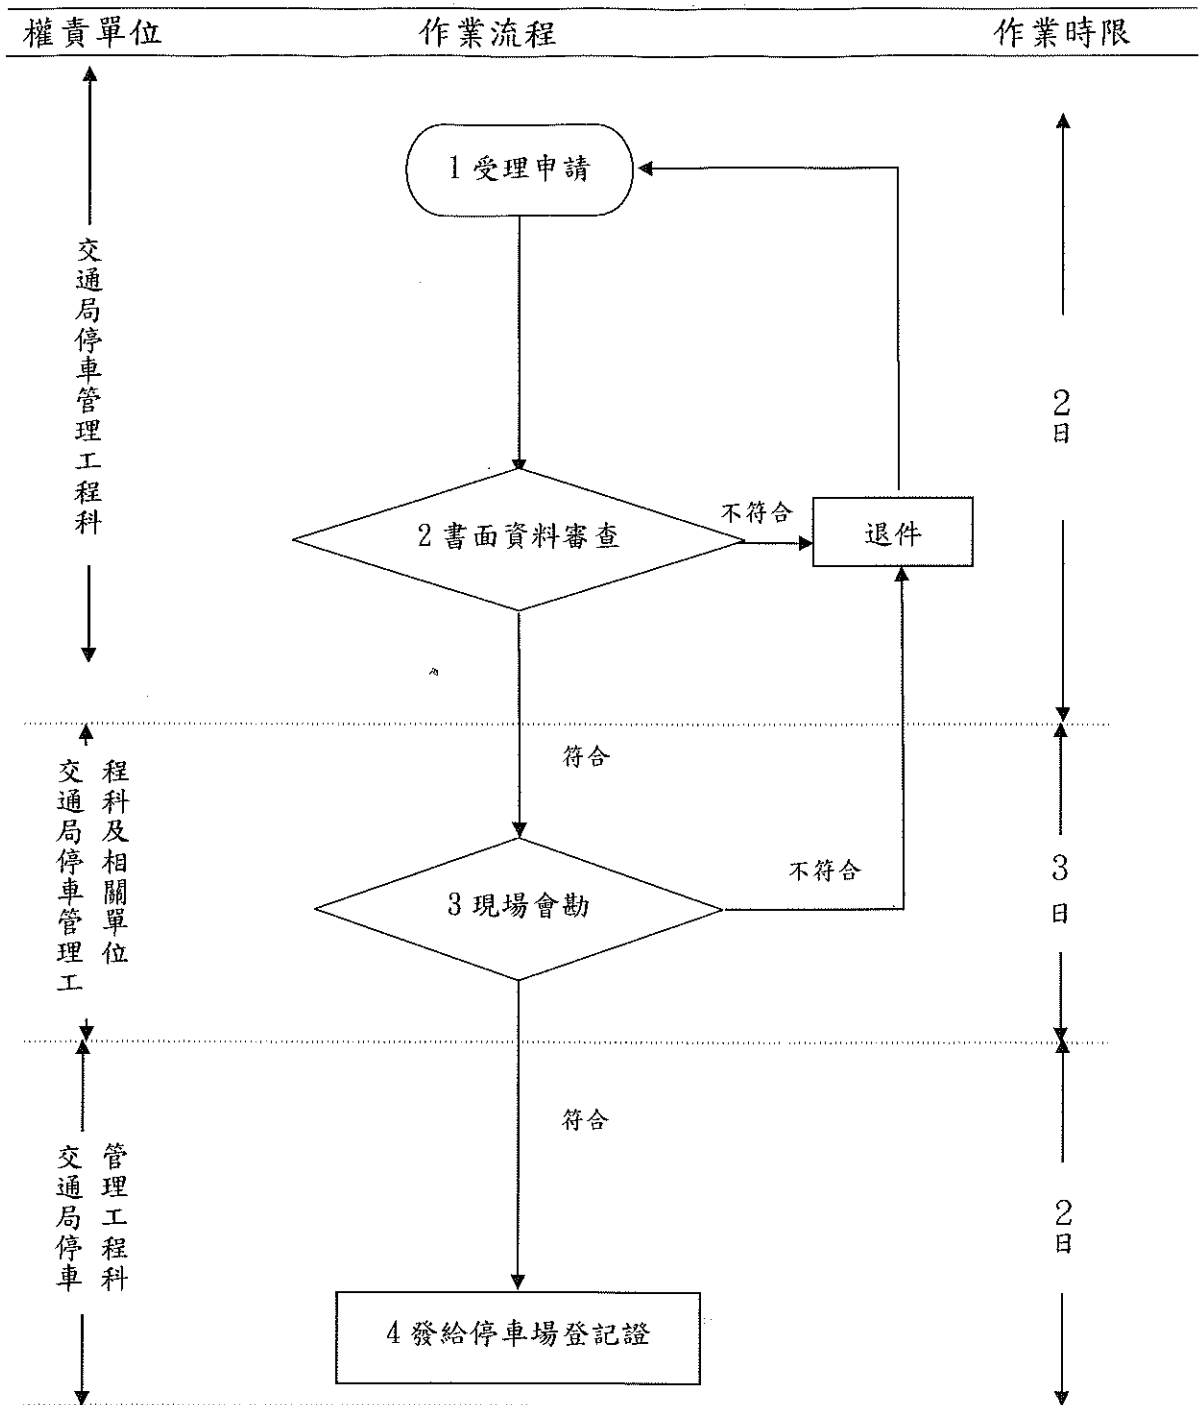 權責單位 作業流程 作業時限
1 受理申請
交通局停車管理工程科
2日
2 書面資料審查
不符合
退件
符合
交通局停車管理工
程科及相關單位
3 現場會勘
不符合
3日
符合
交通局停車
管理工程科
2日
4 發給停車場登記證